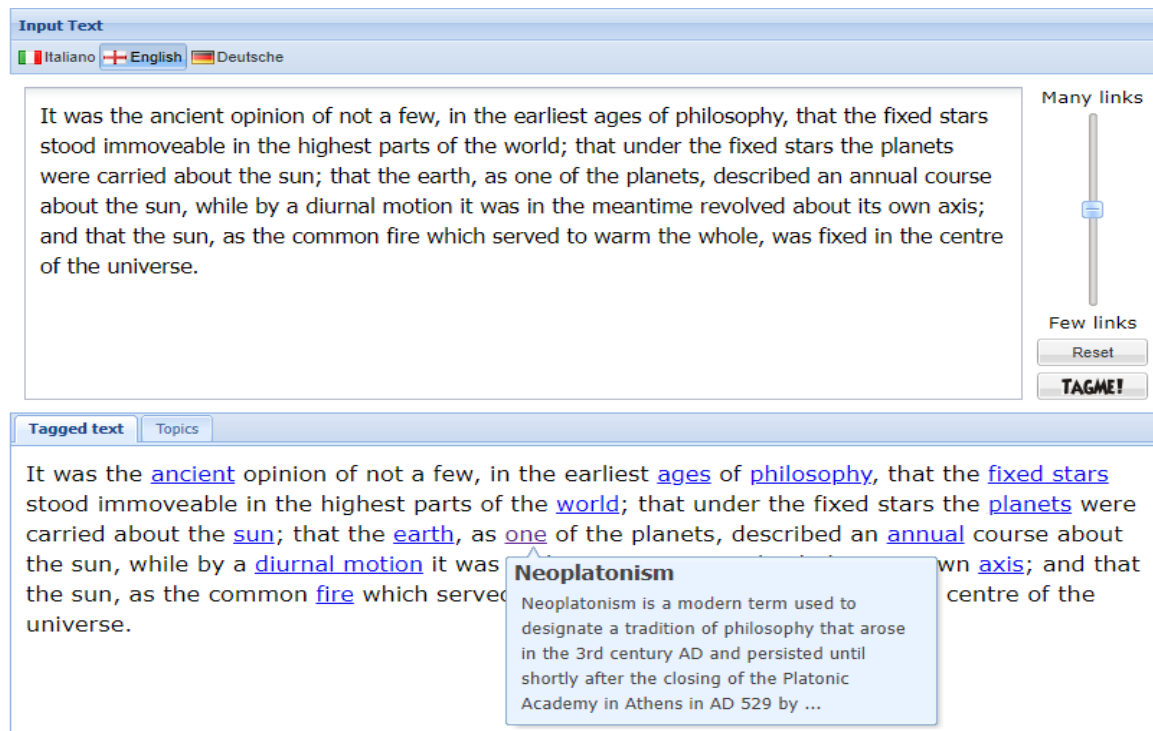 Input Text
Italiano English Deutsche
It was the ancient opinion of not a few, in the earliest ages of philosophy, that the fixed stars
stood immoveable in the highest parts of the world; that under the fixed stars the planets
were carried about the sun; that the earth, as one of the planets, described an annual course
about the sun, while by a diurnal motion it was in the meantime revolved about its own axis;
and that the sun, as the common fire which served to warm the whole, was fixed in the centre
of the universe.
Many links
Few links
Reset
TAGME!
Tagged text Topics
It was the ancient opinion of not a few, in the earliest ages of philosophy, that the fixed stars
stood immoveable in the highest parts of the world; that under the fixed stars the planets were
carried about the sun; that the earth, as one of the planets, described an annual course about
the sun, while by a diurnal motion it was wn axis; and that
the sun, as the common fire which served centre of the
universe.
Neoplatonism
Neoplatonism is a modern term used to
designate a tradition of philosophy that arose
in the 3rd century AD and persisted until
shortly after the closing of the Platonic
Academy in Athens in AD 529 by ...